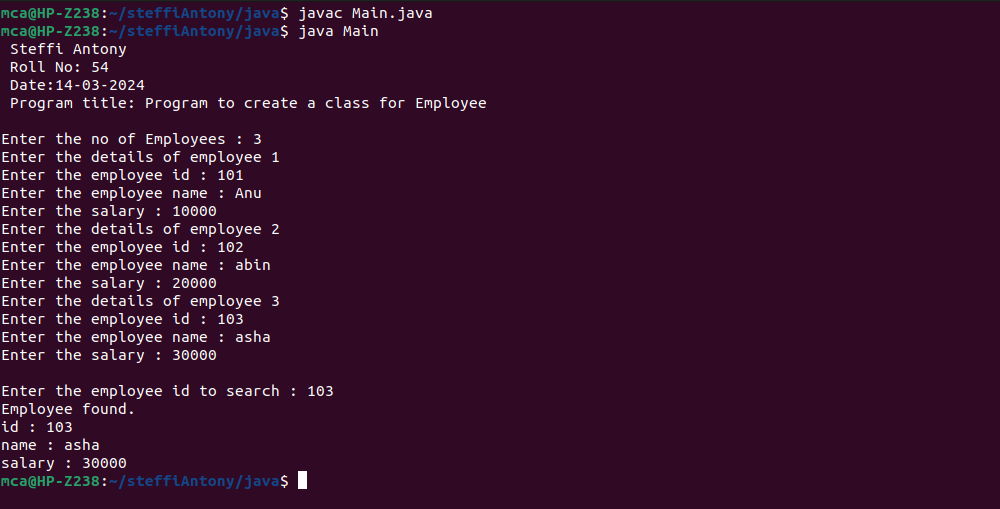 mca@HP-Z238:~/steffiAntony/java$ javac Main.java
mca@HP-Z238:~/steffiAntony/java$ java Main
Steffi Antony
Roll No: 54
Date:14-03-2024
Program title: Program to create a class for Employee
Enter the no of Employees : 3
Enter the details of employee 1
Enter the employee id : 101
Enter the employee name : Anu
Enter the salary : 10000
Enter the details of employee 2
Enter the employee id : 102
Enter the employee name : abin
Enter the salary : 20000
Enter the details of employee 3
Enter the employee id : 103
Enter the employee name : asha
Enter the salary : 30000
Enter the employee id to search : 103
Employee found.
id : 103
name : asha
salary : 30000
mca@HP-Z238:~/steffiAntony/java$